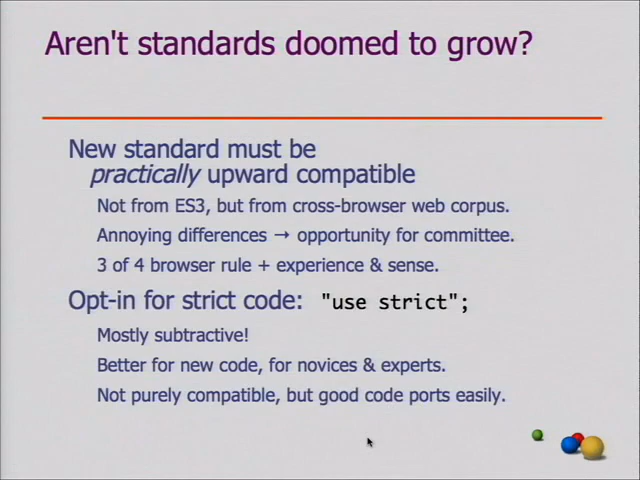 Aren't standards doomed to grow?
New standard must be
practically upward compatible
Not from ES3, but from cross-browser web corpus.
Annoying differences → opportunity for committee.
3 of 4 browser rule + experience & sense.
Opt-in for strict code: "use strict";
Mostly subtractive!
Better for new code, for novices & experts.
Not purely compatible, but good code ports easily.